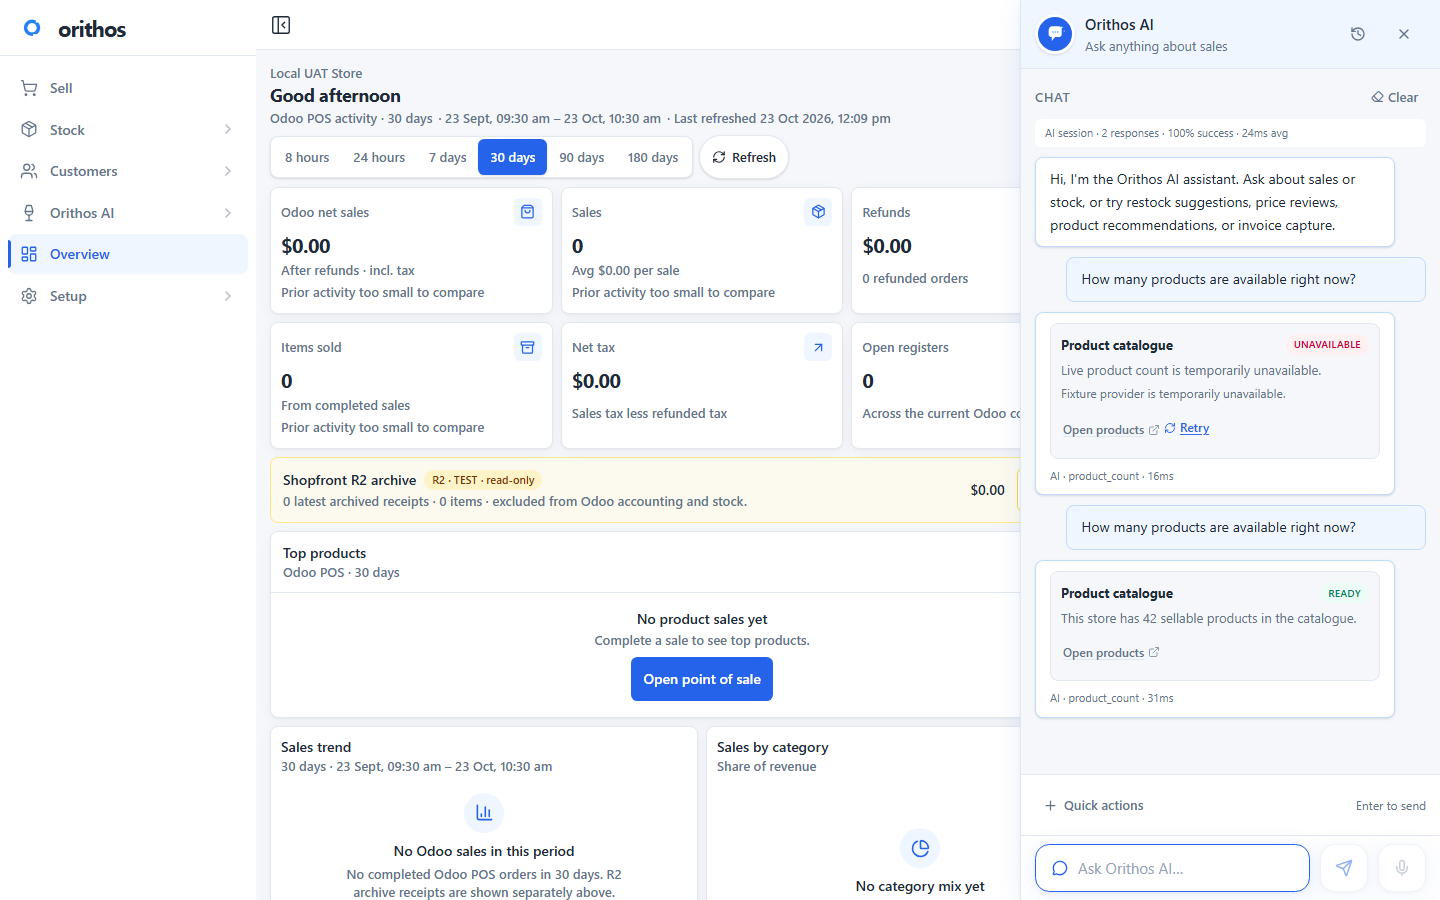 orithos
Sell
Stock
Customers
Orithos AI
Overview
Setup
Local UAT Store
Good afternoon
Odoo POS activity · 30 days · 23 Sept, 09:30 am – 23 Oct, 10:30 am · Last refreshed 23 Oct 2026, 12:09 pm
8 hours
24 hours
7 days
30 days
90 days
180 days
Refresh
Odoo net sales
$0.00
After refunds · incl. tax
Prior activity too small to compare
Sales
0
Avg $0.00 per sale
Prior activity too small to compare
Refunds
$0.00
0 refunded orders
Items sold
0
From completed sales
Prior activity too small to compare
Net tax
$0.00
Sales tax less refunded tax
Open registers
0
Across the current Odoo co
Shopfront R2 archive
R2 · TEST · read-only
0 latest archived receipts · 0 items · excluded from Odoo accounting and stock.
$0.00
Top products
Odoo POS · 30 days
No product sales yet
Complete a sale to see top products.
Open point of sale
Sales trend
30 days · 23 Sept, 09:30 am – 23 Oct, 10:30 am
No Odoo sales in this period
No completed Odoo POS orders in 30 days. R2
archive receipts are shown separately above.
Sales by category
Share of revenue
No category mix yet
Orithos AI
Ask anything about sales
CHAT
Clear
AI session · 2 responses · 100% success · 24ms avg
Hi, I'm the Orithos AI assistant. Ask about sales or
stock, or try restock suggestions, price reviews,
product recommendations, or invoice capture.
How many products are available right now?
Product catalogue
UNAVAILABLE
Live product count is temporarily unavailable.
Fixture provider is temporarily unavailable.
Open products
Retry
AI · product_count · 16ms
How many products are available right now?
Product catalogue
READY
This store has 42 sellable products in the catalogue.
Open products
AI · product_count · 31ms
Quick actions
Enter to send
Ask Orithos AI...